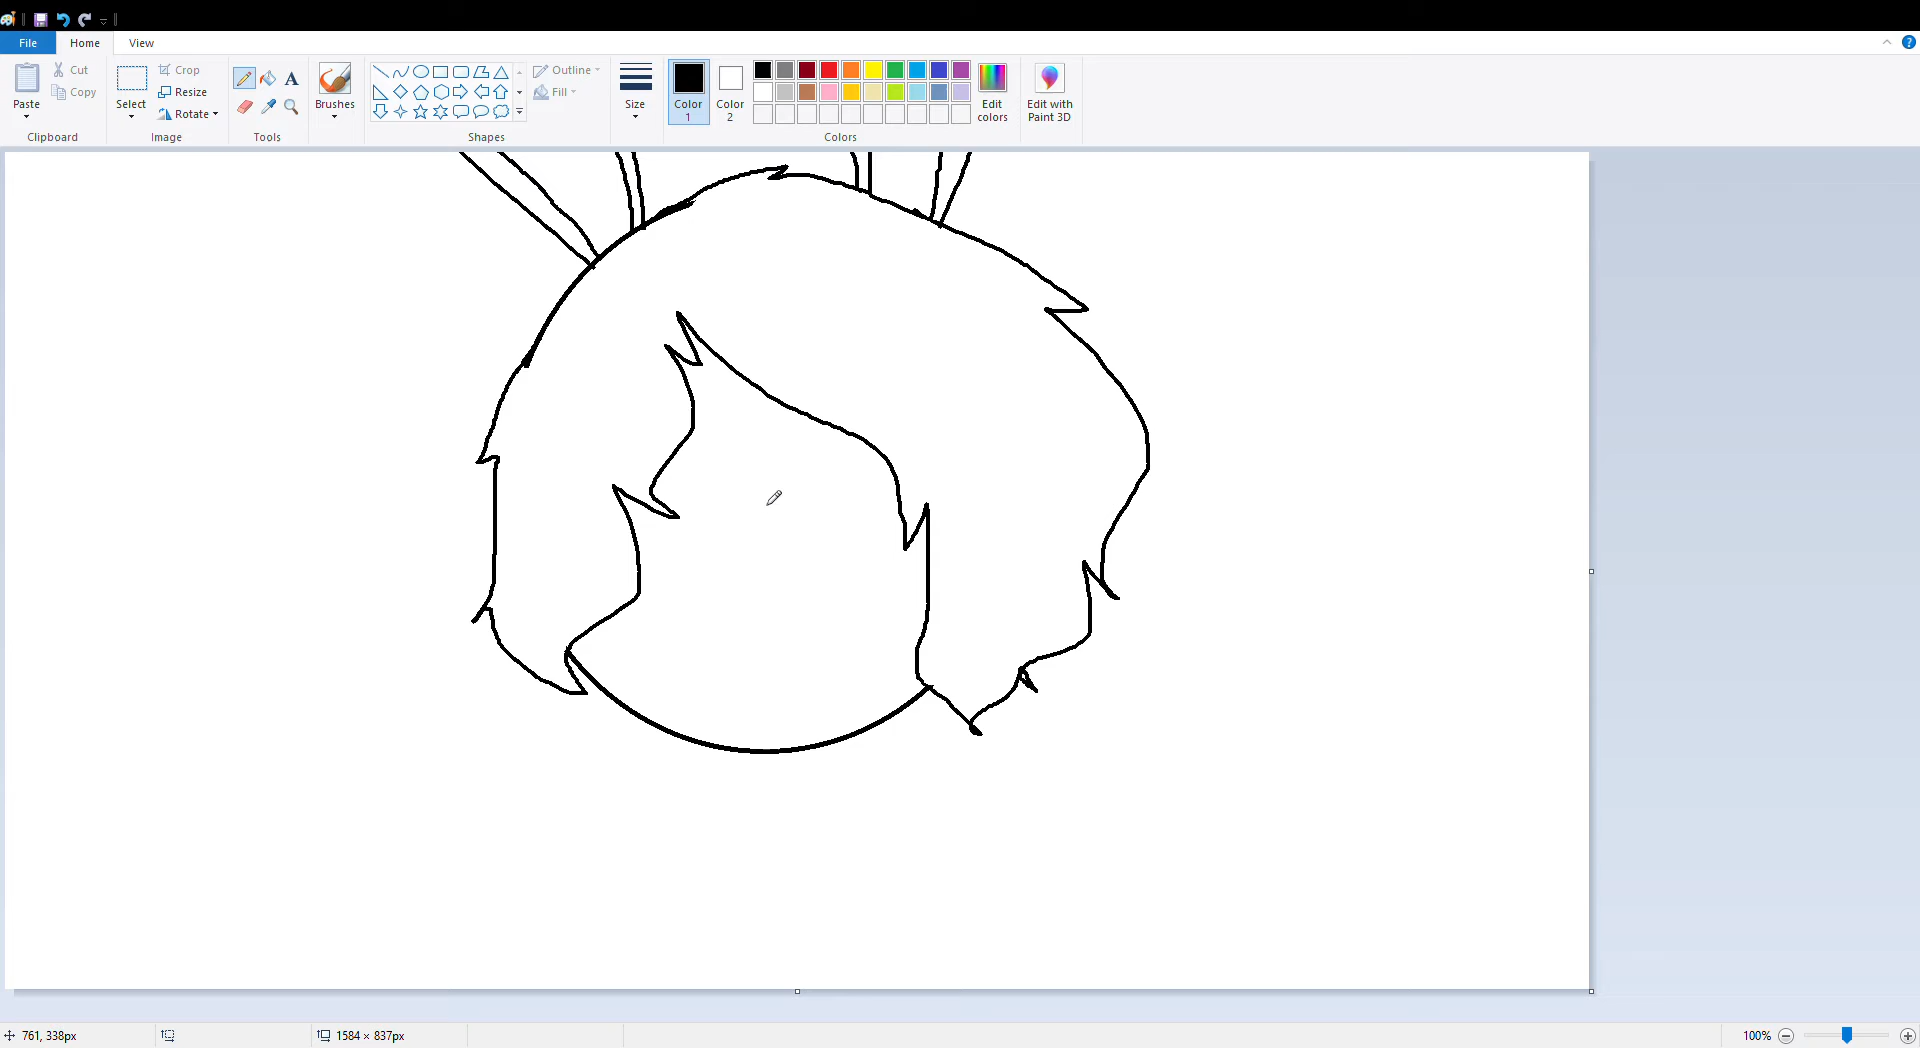 File Home View
Paste
Cut
Copy
Clipboard
Select
Crop
Resize
Rotate
Image
A
Tools
Brushes
Shapes
Outline
Fill
Size
Color
1
Color
2
Edit
colors
Colors
Edit with
Paint 3D
?
761, 338px
1584 × 837px
100%